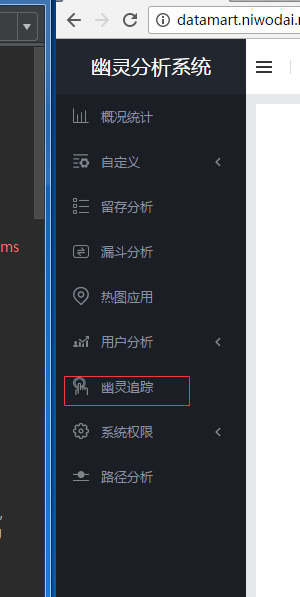 datamart.niwodai.
幽灵分析系统
概况统计
自定义
ms
留存分析
漏斗分析
热图应用
用户分析
幽灵追踪
系统权限
路径分析